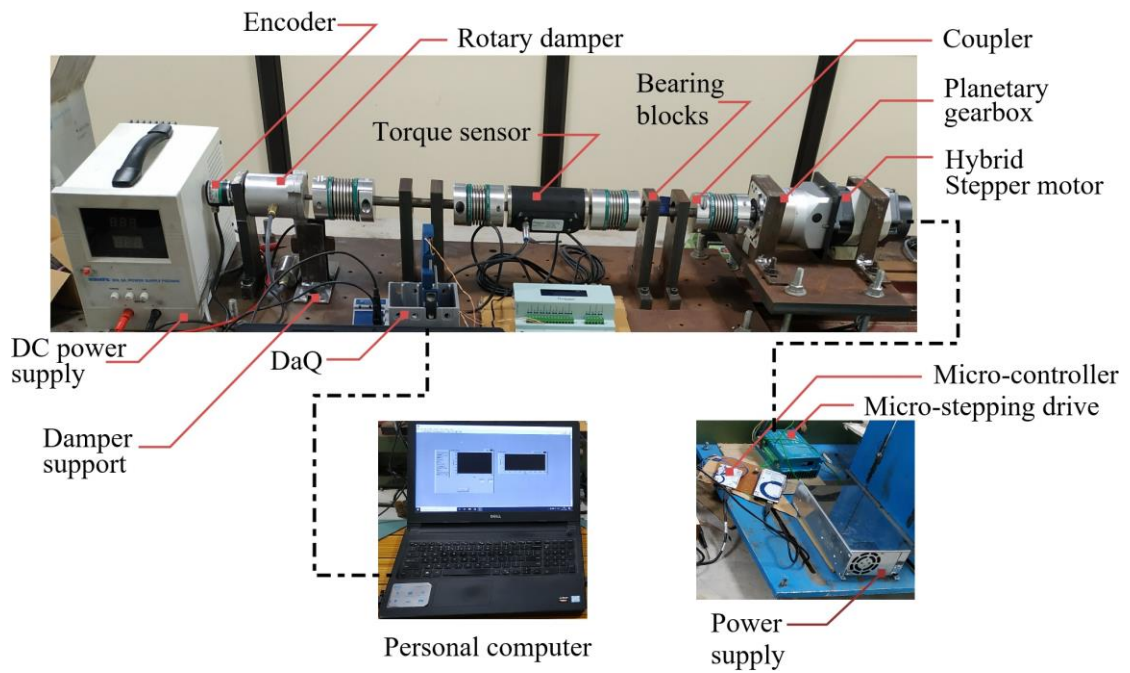 Encoder
Rotary damper
Coupler
Bearing
blocks
Planetary
gearbox
Torque sensor
Hybrid
Stepper motor
DC power
supply
DaQ
Damper
support
Micro-controller
Micro-stepping drive
DELL
Personal computer
Power
supply